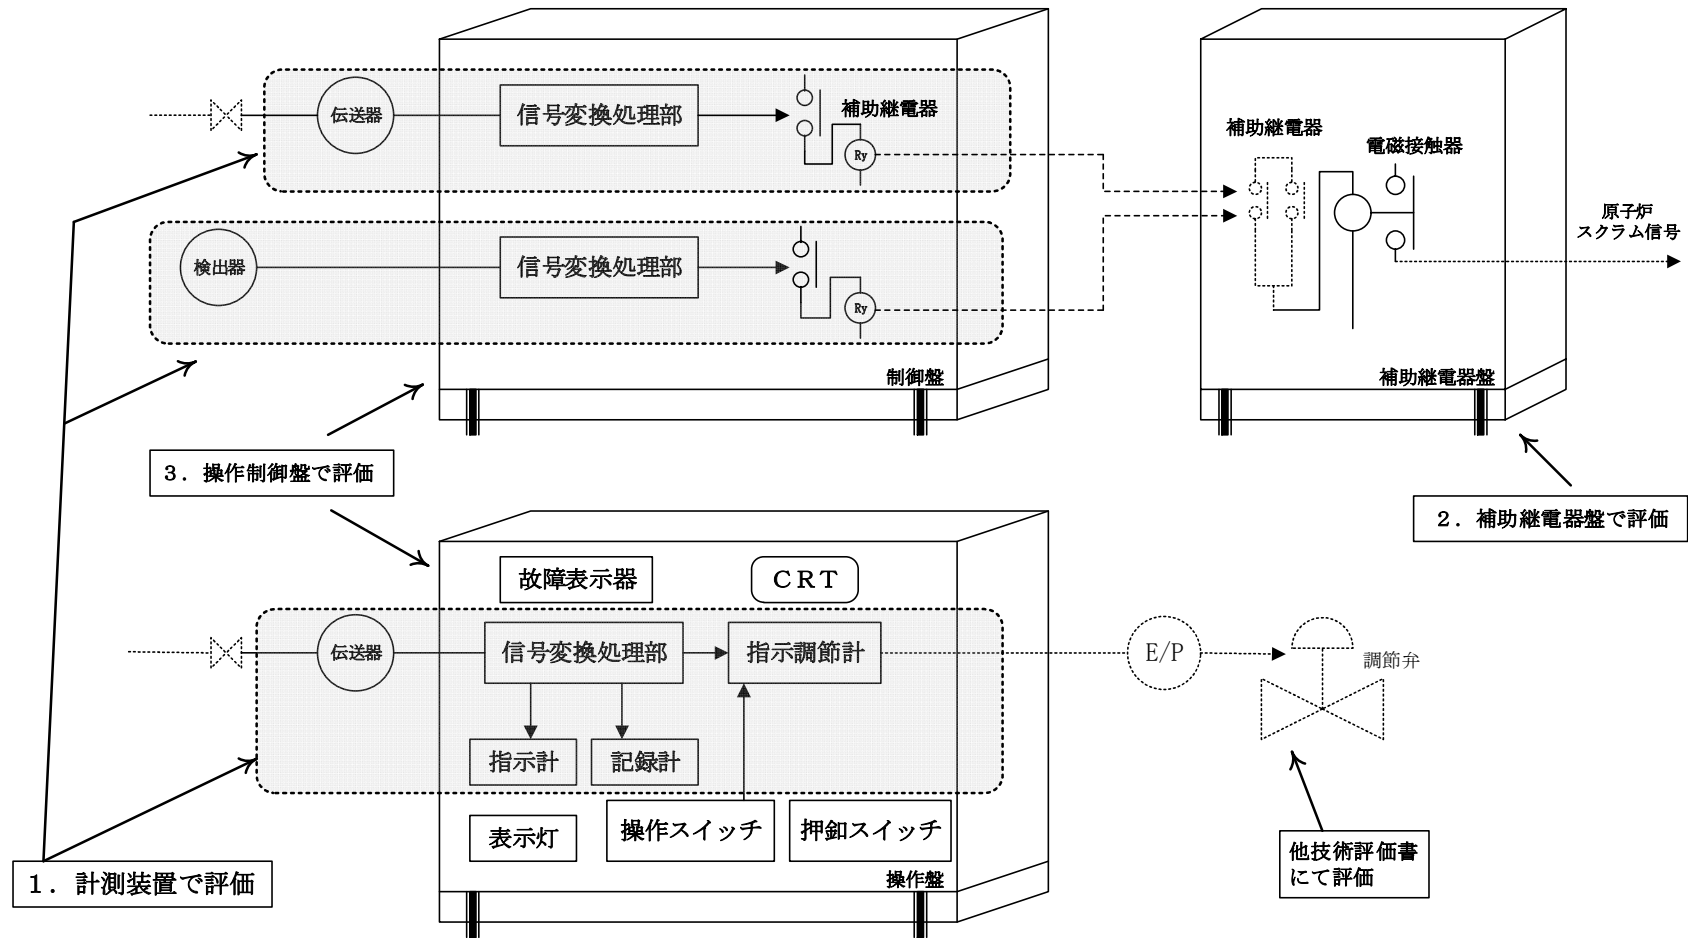 伝送器
信号変換処理部
補助継電器
Ry
検出器
信号変換処理部
Ry
制御盤
補助継電器
電磁接触器
原子炉
スクラム信号
補助継電器盤
3．操作制御盤で評価
2．補助継電器盤で評価
故障表示器
CRT
伝送器
信号変換処理部
指示調節計
E/P
調節弁
指示計
記録計
表示灯
操作スイッチ
押釦スイッチ
操作盤
1．計測装置で評価
他技術評価書
にて評価